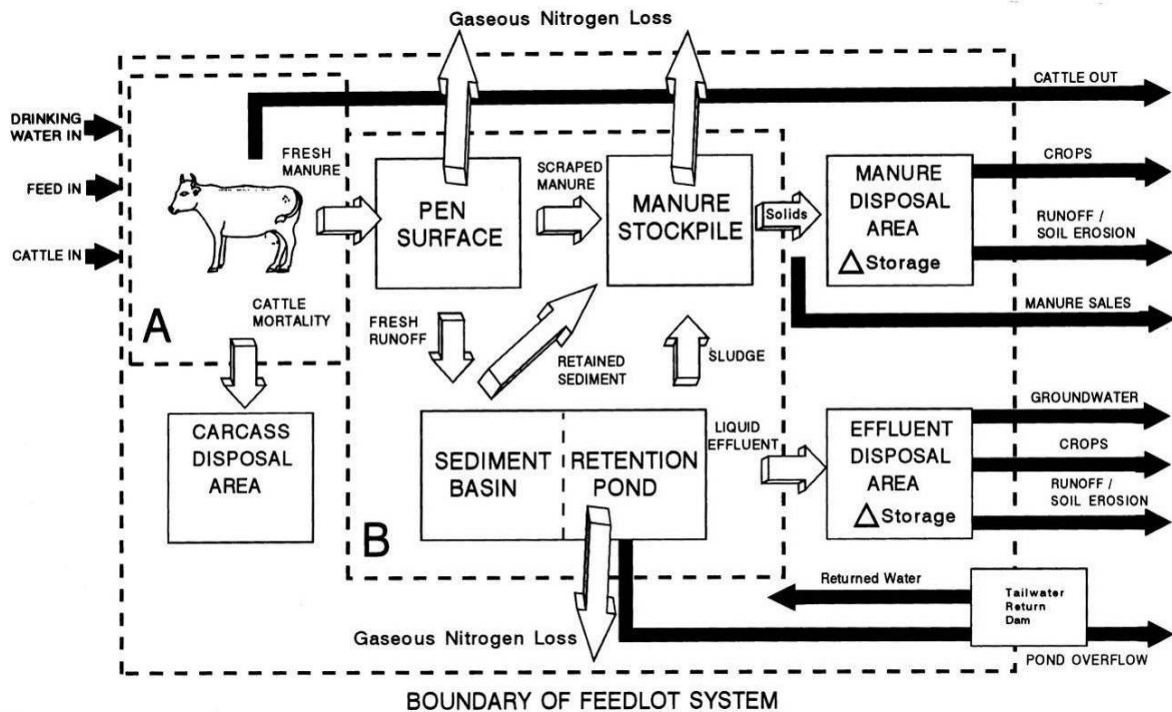 Gaseous Nitrogen Loss
CATTLE OUT
DRINKING
WATER IN
FRESH
MANURE
SCRAPED
MANURE
CROPS
FEED IN
PEN
SURFACE
MANURE
STOCKPILE
Solids
MANURE
DISPOSAL
AREA
△ Storage
RUNOFF /
SOIL EROSION
CATTLE IN
A
CATTLE
MORTALITY
FRESH
RUNOFF
RETAINED
SEDIMENT
SLUDGE
MANURE SALES
CARCASS
DISPOSAL
AREA
B
SEDIMENT
BASIN
RETENTION
POND
LIQUID
EFFLUENT
EFFLUENT
DISPOSAL
AREA
△ Storage
GROUNDWATER
CROPS
RUNOFF /
SOIL EROSION
Returned Water
Tailwater
Return
Dam
Gaseous Nitrogen Loss
POND OVERFLOW
BOUNDARY OF FEEDLOT SYSTEM